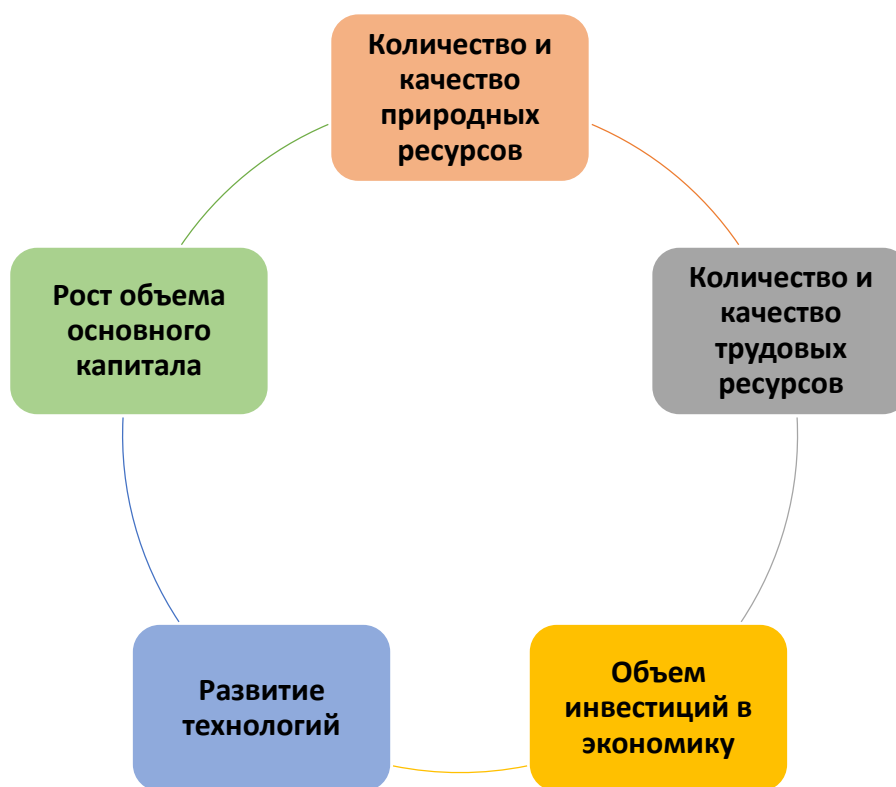 Количество и
качество
природных
ресурсов
Количество и
качество
трудовых
ресурсов
Объем
инвестиций в
экономику
Развитие
технологий
Рост объема
основного
капитала